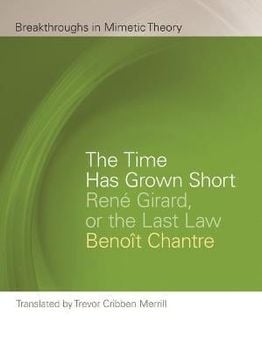 Breakthroughs in Mimetic Theory
The Time
Has Grown Short
René Girard,
or the Last Law
Benoît Chantre
Translated by Trevor Cribben Merrill